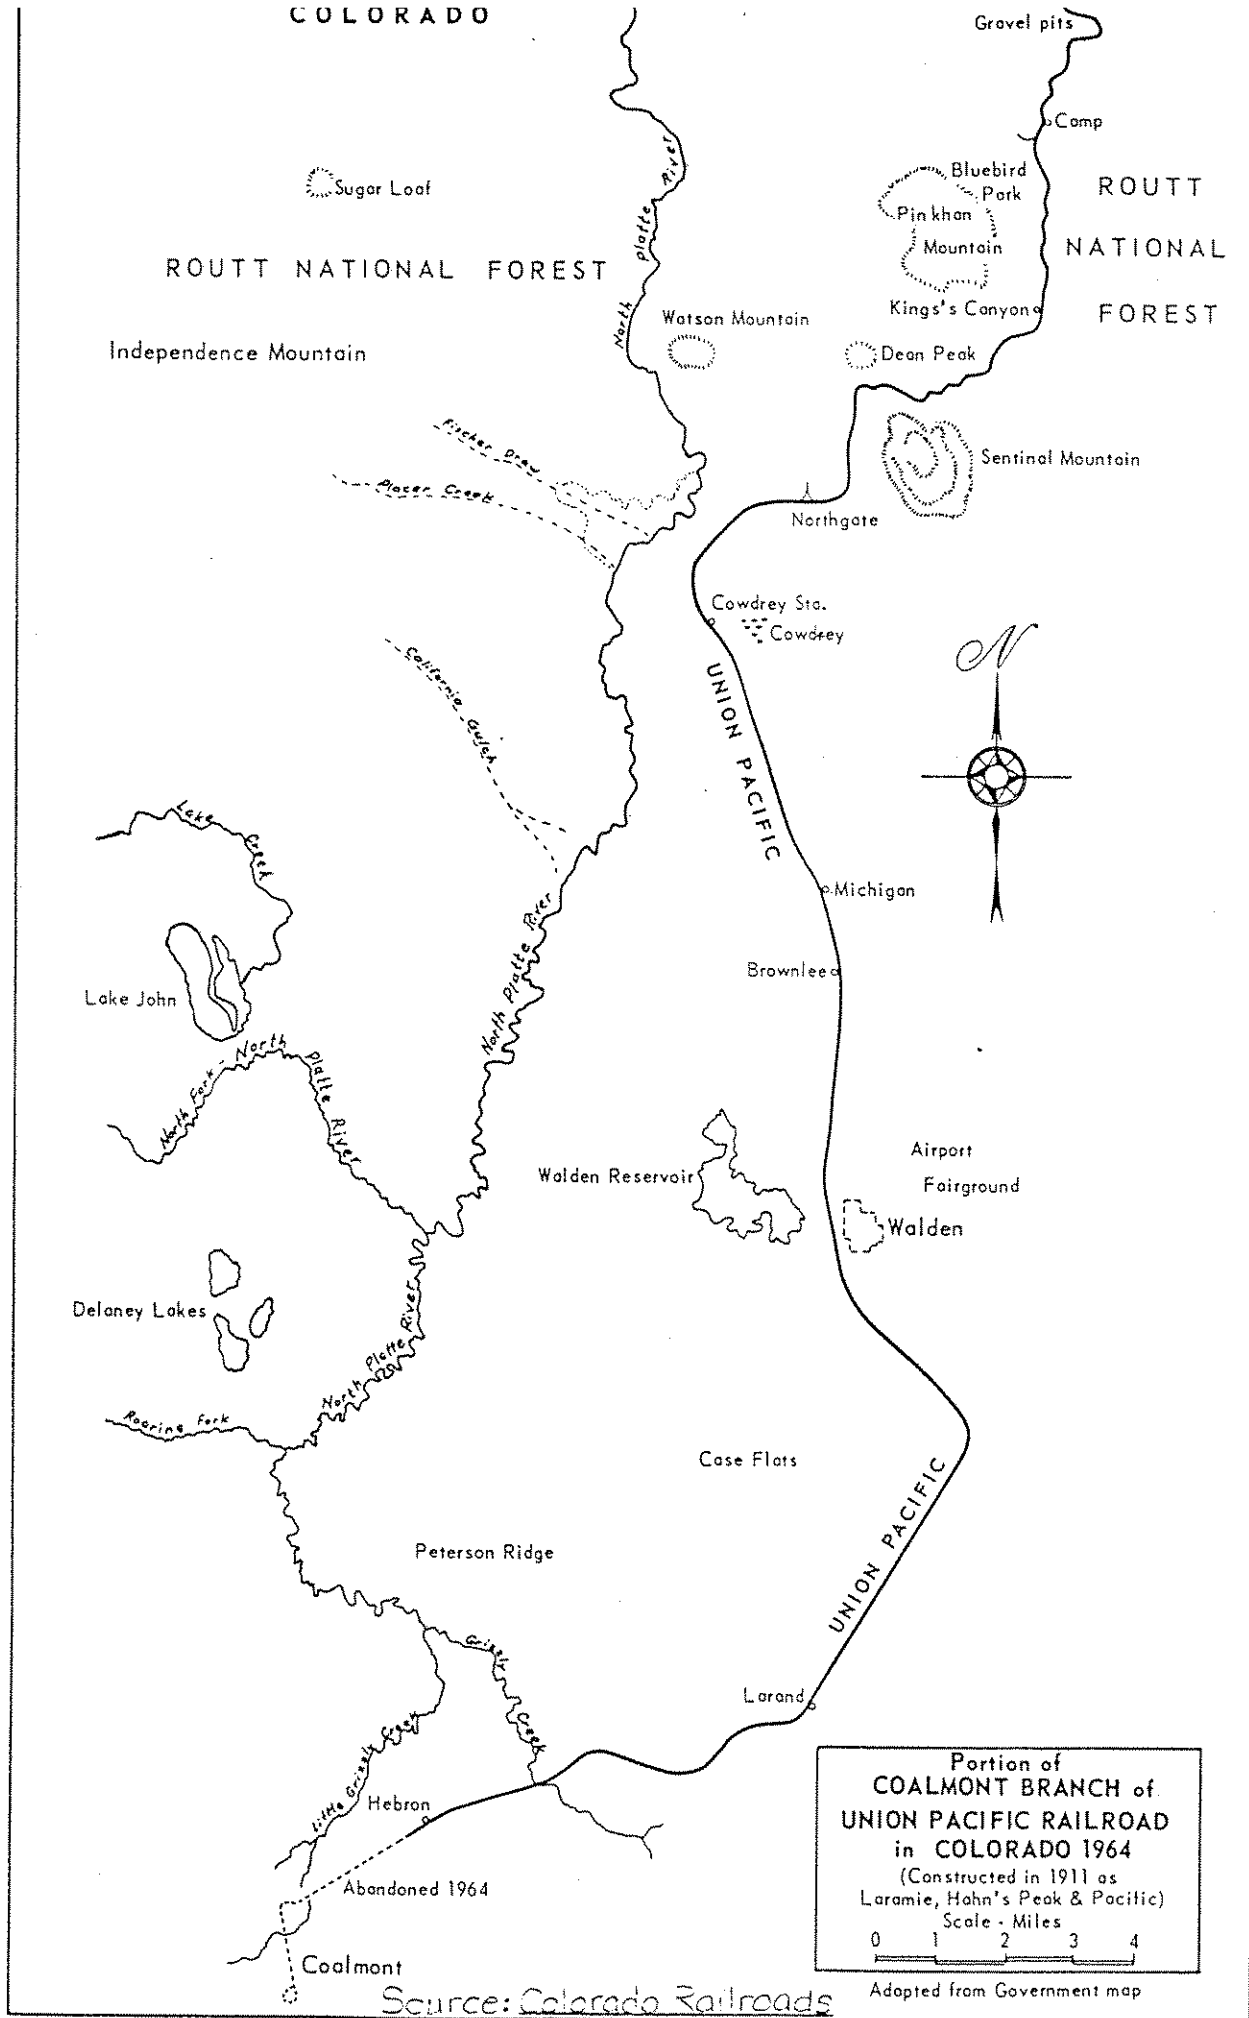 COLORADO
Gravel pits
Camp
Sugar Loaf
Bluebird
Park
Pinkhan
Mountain
ROUTT
NATIONAL
FOREST
ROUTT NATIONAL FOREST
North Platte River
King's Canyon
Watson Mountain
Independence Mountain
Dean Peak
Fischer Draw
Placer Creek
Sentinal Mountain
Northgate
Cowdrey Sta.
Cowdrey
N
California Gulch
UNION PACIFIC
Lake Creek
Michigan
North Platte River
Brownlee
Lake John
North Fork - North Platte River
Airport
Walden Reservoir
Fairground
Walden
Delaney Lakes
North Platte River
Roaring Fork
Case Flats
UNION PACIFIC
Peterson Ridge
Grizzly Creek
Larand
Little Grizzly Creek
Hebron
Abandoned 1964
Coalmont
Portion of
COALMONT BRANCH of
UNION PACIFIC RAILROAD
in COLORADO 1964
(Constructed in 1911 as
Laramie, Hahn's Peak & Pacific)
Scale - Miles
0 1 2 3 4
Adopted from Government map
Source: Colorado Railroads